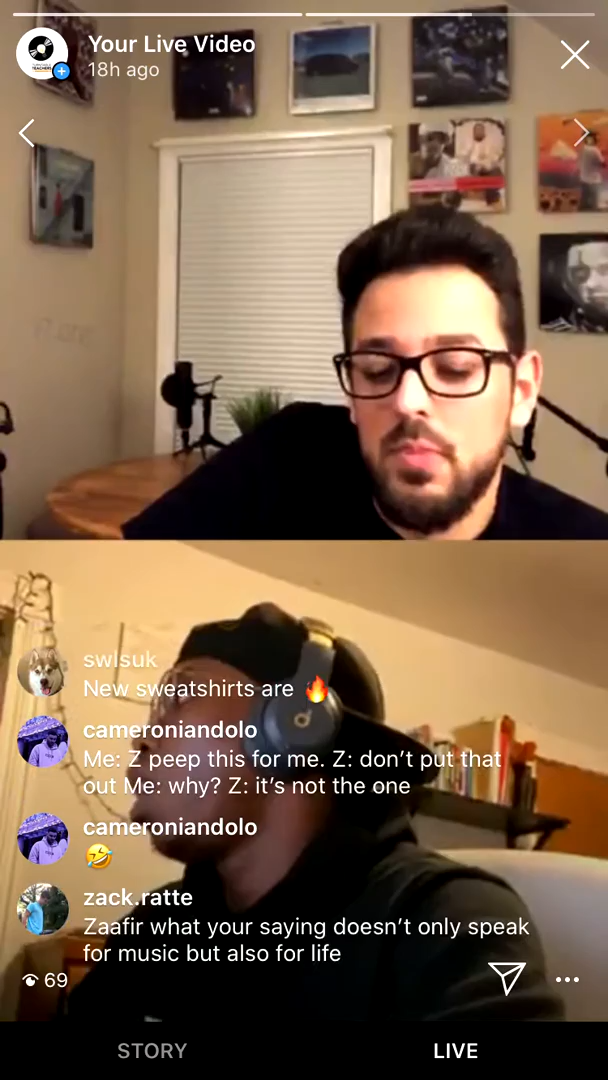 Your Live Video
18h ago
swlsuk
New sweatshirts are 🔥
cameroniandolo
Me: Z peep this for me. Z: don’t put that
out Me: why? Z: it’s not the one
cameroniandolo
🤣
zack.ratte
Zaafir what your saying doesn’t only speak
for music but also for life
69
STORY
LIVE